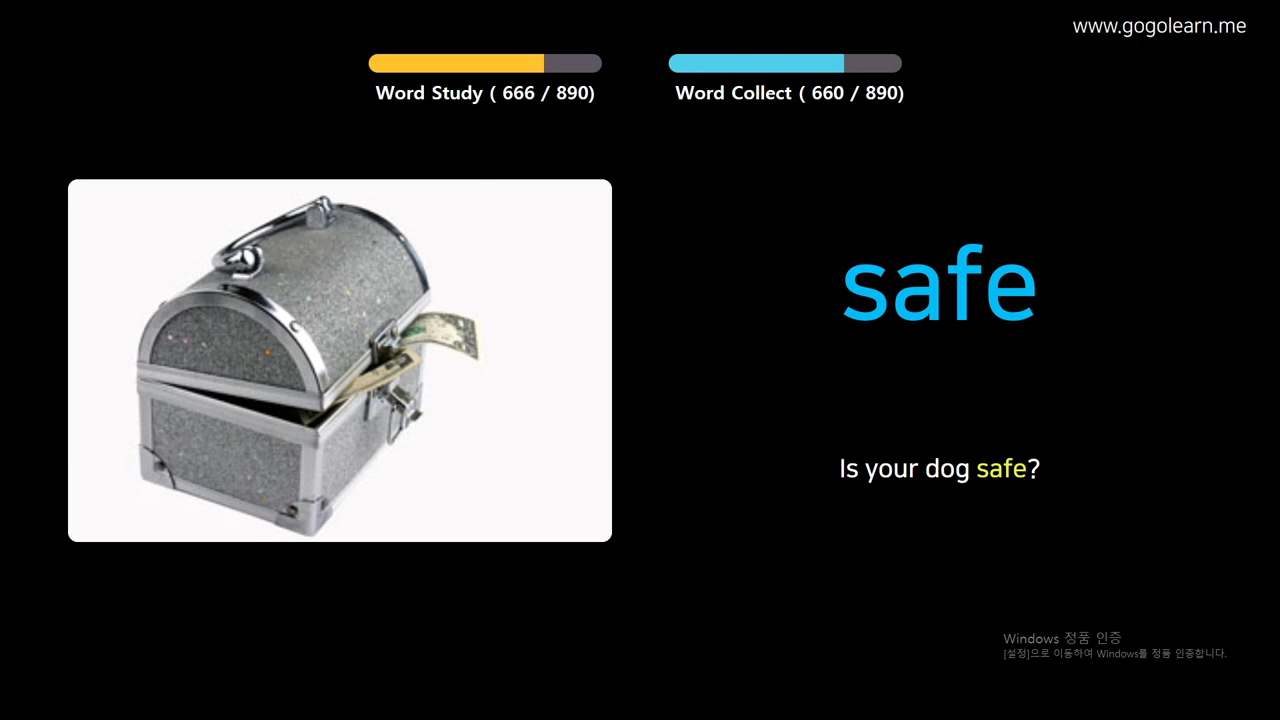 www.gogolearn.me
Word Study ( 666 / 890)
Word Collect ( 660 / 890)
safe
Is your dog safe?
Windows 정품 인증
[설정]으로 이동하여 Windows를 정품 인증합니다.